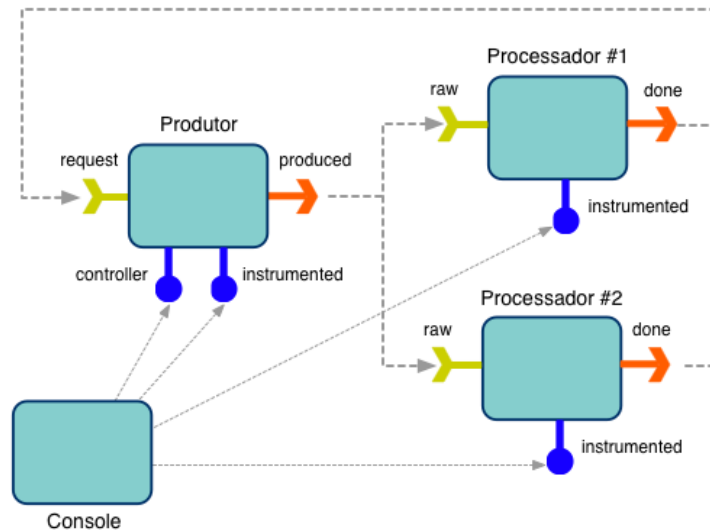 Processador #1
raw
done
Produtor
request
produced
instrumented
controller
instrumented
Processador #2
raw
done
instrumented
Console